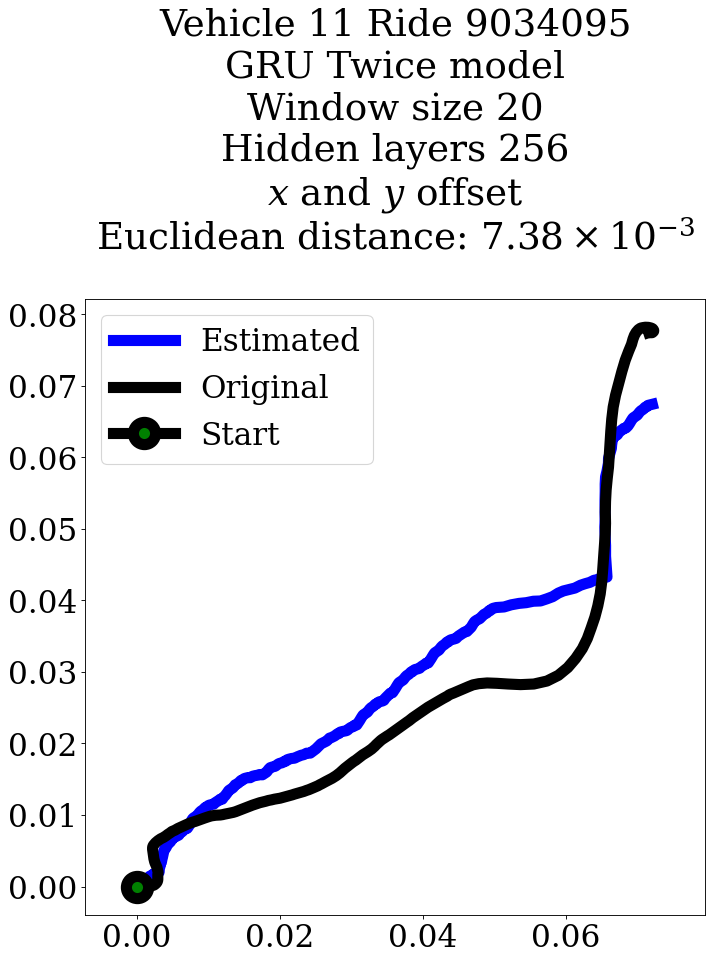 Vehicle 11 Ride 9034095
GRU Twice model
Window size 20
Hidden layers 256
x and y offset
Euclidean distance: 7.38 × 10⁻³
Estimated
Original
Start
0.08
0.07
0.06
0.05
0.04
0.03
0.02
0.01
0.00
0.00 0.02 0.04 0.06